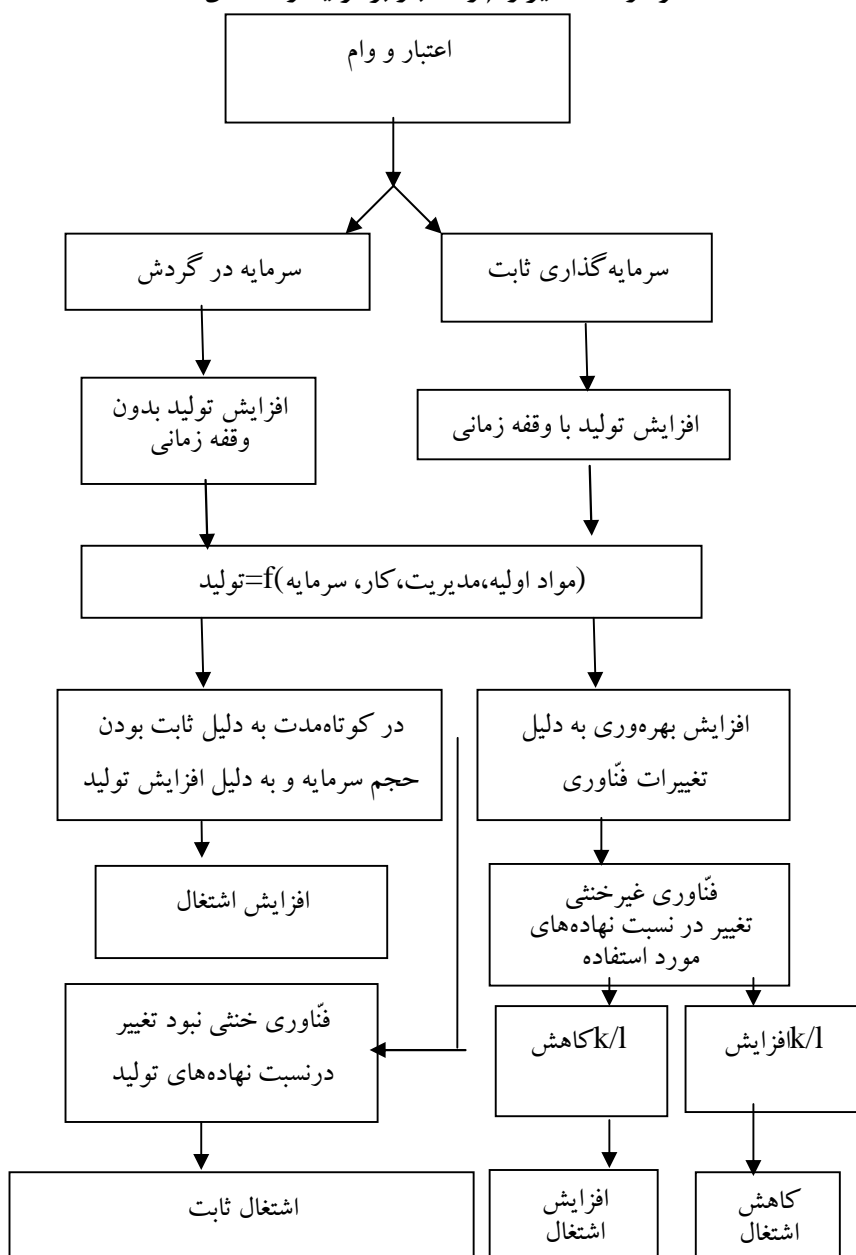 اعتبار و وام
سرمایه در گردش
سرمایه‌گذاری ثابت
افزایش تولید بدون
وقفه زمانی
افزایش تولید با وقفه زمانی
تولید=f(مواد اولیه،مدیریت،کار، سرمایه)
در کوتاه‌مدت به دلیل ثابت بودن
حجم سرمایه و به دلیل افزایش تولید
افزایش بهره‌وری به دلیل
تغییرات فنّاوری
افزایش اشتغال
فنّاوری غیرخنثی
تغییر در نسبت نهاده‌های
مورد استفاده
فنّاوری خنثی نبود تغییر
درنسبت نهاده‌های تولید
k/lکاهش
k/lافزایش
اشتغال ثابت
افزایش
اشتغال
کاهش
اشتغال